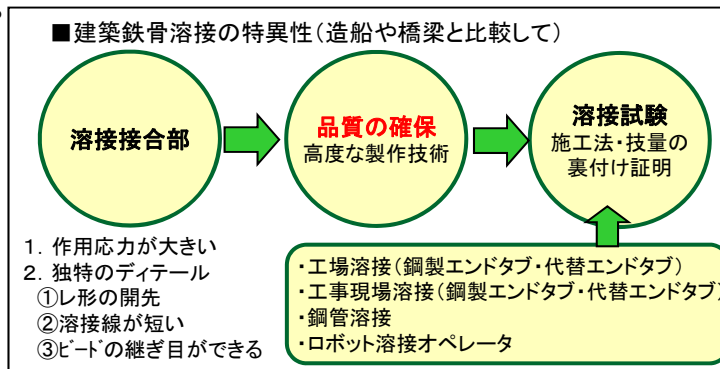 ■建築鉄骨溶接の特異性(造船や橋梁と比較して)
溶接接合部
品質の確保
高度な製作技術
溶接試験
施工法・技量の
裏付け証明
1. 作用応力が大きい
2. 独特のディテール
①レ形の開先
②溶接線が短い
③ビードの継ぎ目ができる
・工場溶接(鋼製エンドタブ・代替エンドタブ)
・工事現場溶接(鋼製エンドタブ・代替エンドタブ)
・鋼管溶接
・ロボット溶接オペレータ